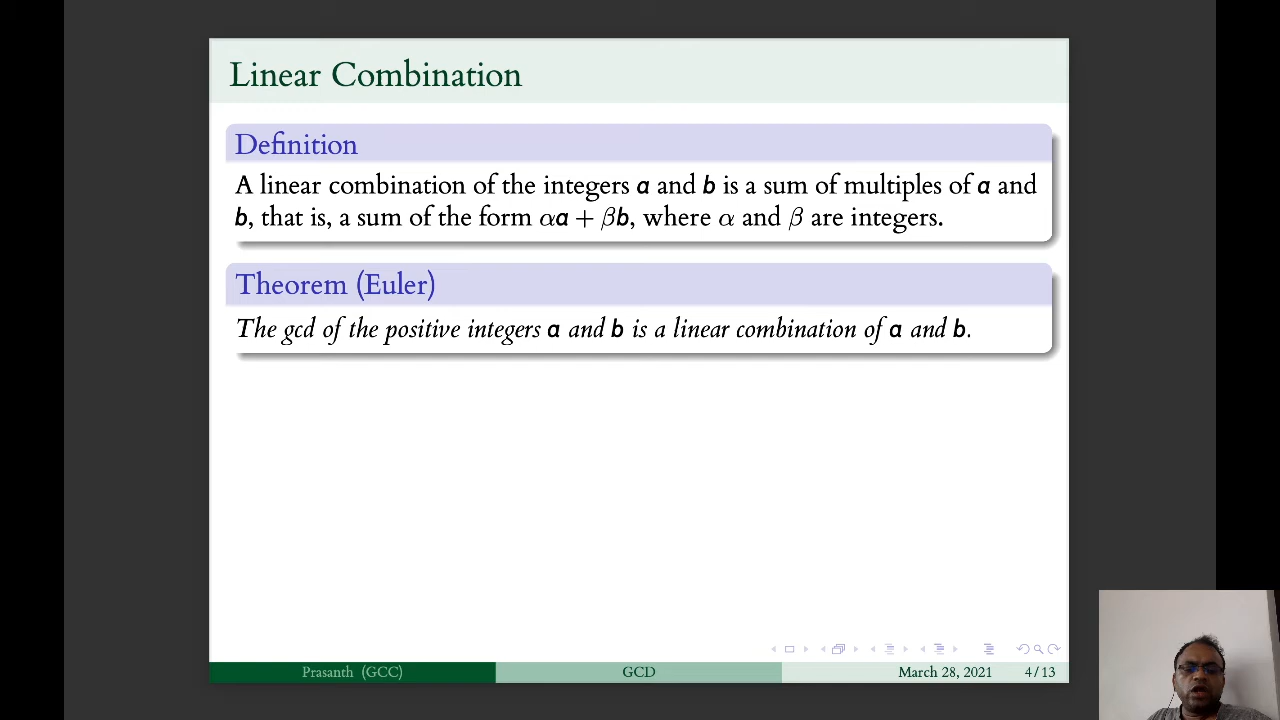 Linear Combination
Definition
A linear combination of the integers a and b is a sum of multiples of a and
b, that is, a sum of the form αa + βb, where α and β are integers.
Theorem (Euler)
The gcd of the positive integers a and b is a linear combination of a and b.
Prasanth (GCC) GCD March 28, 2021 4/13